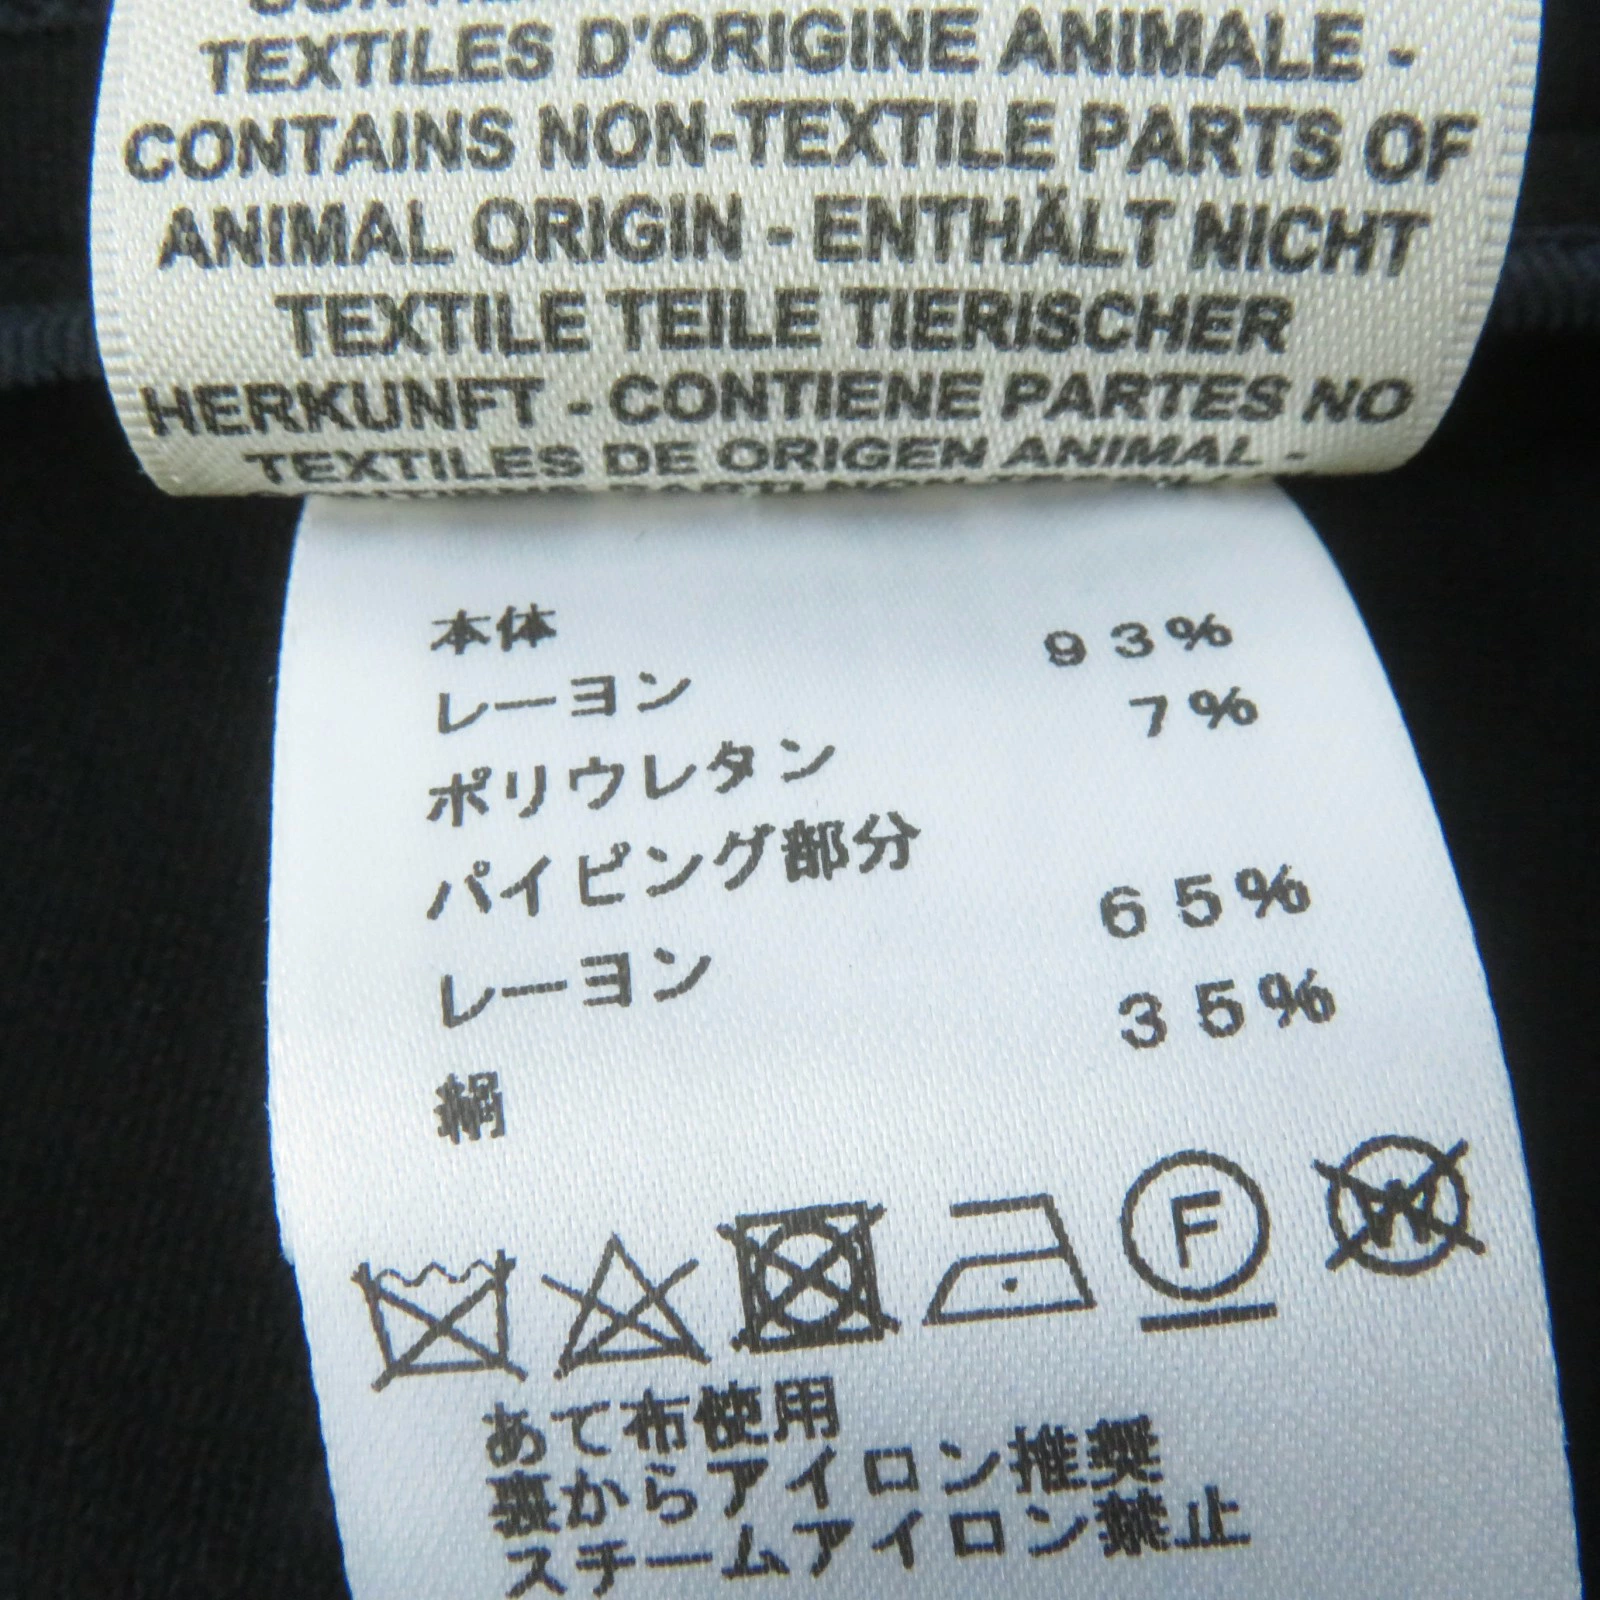 TEXTILES D'ORIGINE ANIMALE -
CONTAINS NON-TEXTILE PARTS OF
ANIMAL ORIGIN - ENTHÄLT NICHT
TEXTILE TEILE TIERISCHER
HERKUNFT - CONTIENE PARTES NO
TEXTILES DE ORIGEN ANIMAL -
本体
レーヨン 93%
ポリウレタン 7%
パイピング部分
レーヨン 65%
絹 35%
F
W
あて布使用
裏からアイロン推奨
スチームアイロン禁止